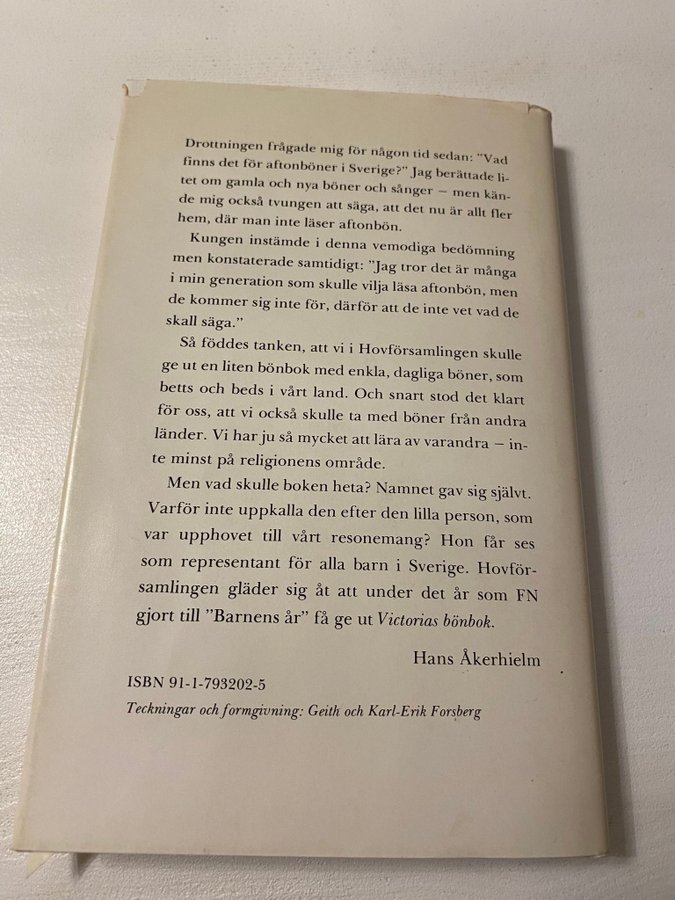 Drottningen frågade mig för någon tid sedan: ”Vad
finns det för aftonböner i Sverige?” Jag berättade li-
tet om gamla och nya böner och sånger – men kän-
de mig också tvungen att säga, att det nu är allt fler
hem, där man inte läser aftonbön.
Kungen instämde i denna vemodiga bedömning
men konstaterade samtidigt: ”Jag tror det är många
i min generation som skulle vilja läsa aftonbön, men
de kommer sig inte för, därför att de inte vet vad de
skall säga.”
Så föddes tanken, att vi i Hovförsamlingen skulle
ge ut en liten bönbok med enkla, dagliga böner, som
betts och beds i vårt land. Och snart stod det klart
för oss, att vi också skulle ta med böner från andra
länder. Vi har ju så mycket att lära av varandra – in-
te minst på religionens område.
Men vad skulle boken heta? Namnet gav sig självt.
Varför inte uppkalla den efter den lilla person, som
var upphovet till vårt resonemang? Hon får ses
som representant för alla barn i Sverige. Hovför-
samlingen gläder sig åt att under det år som FN
gjort till ”Barnens år” få ge ut Victorias bönbok.
Hans Åkerhielm
ISBN 91-1-793202-5
Teckningar och formgivning: Geith och Karl-Erik Forsberg